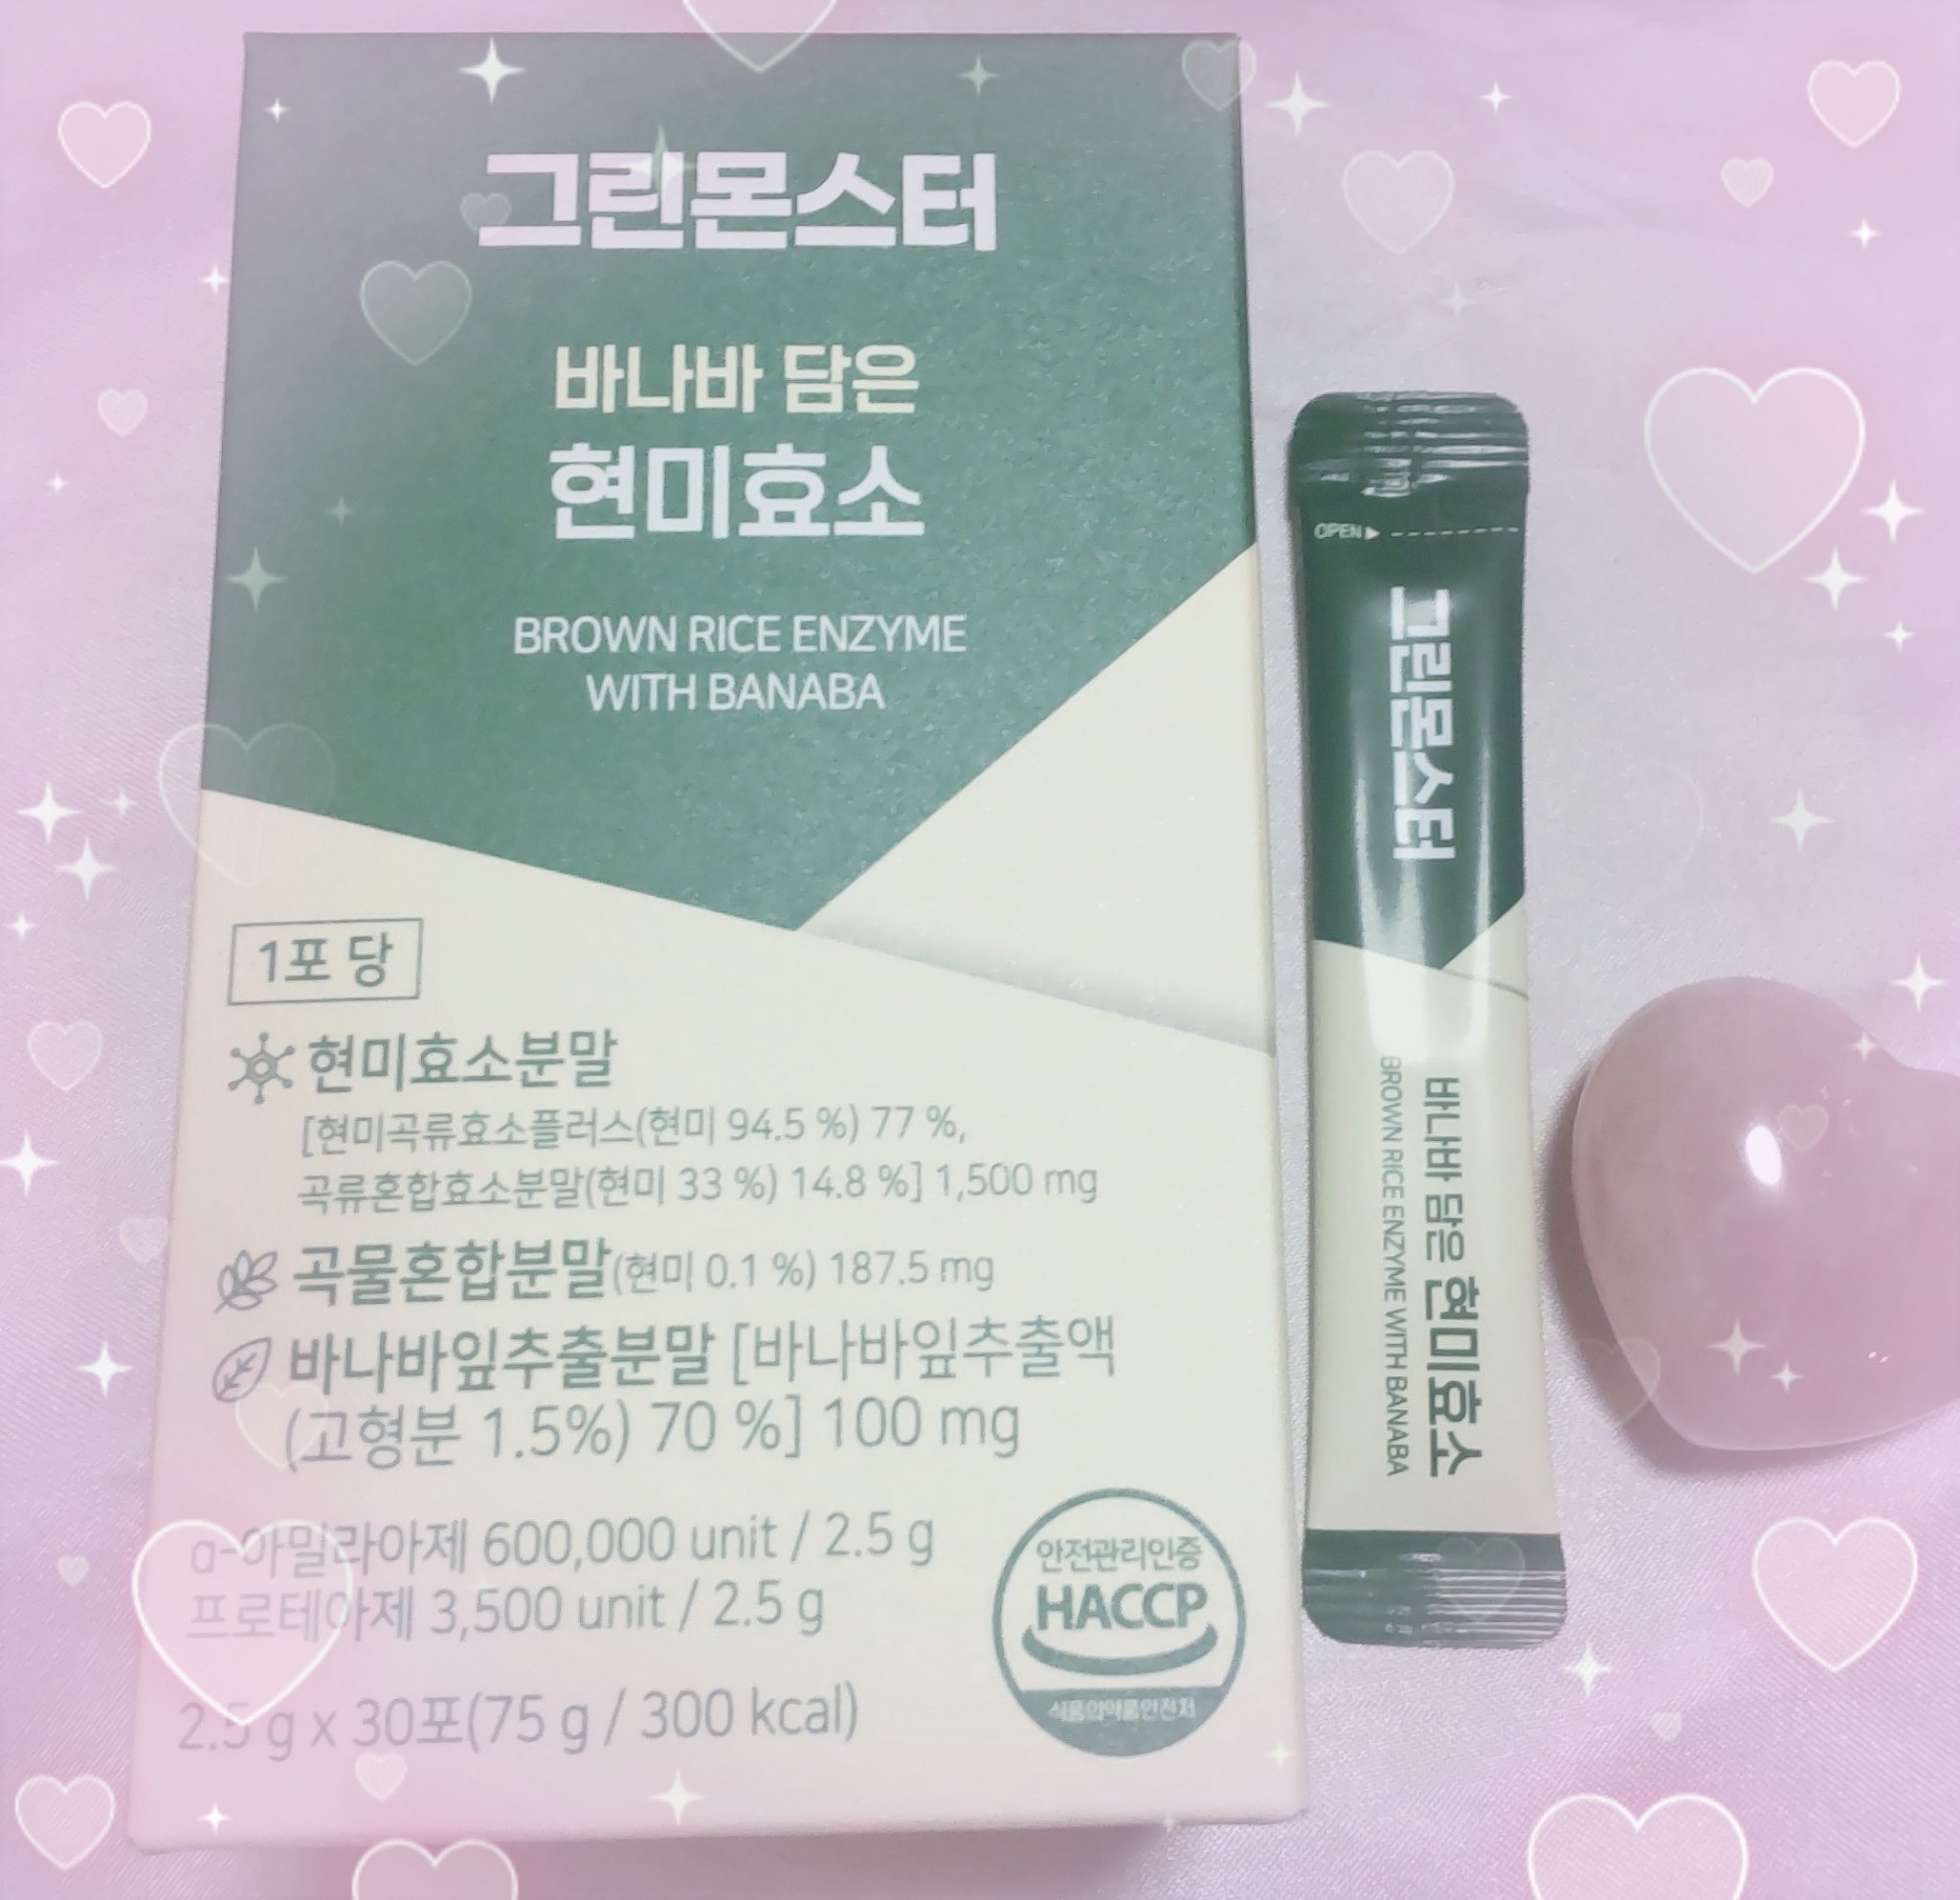 그린몬스터
바나바 담은
현미효소
BROWN RICE ENZYME
WITH BANABA
1포 당
현미효소분말
[현미곡류효소플러스(현미 94.5 %) 77 %,
곡류혼합효소분말(현미 33 %) 14.8 %] 1,500 mg
곡물혼합분말(현미 0.1 %) 187.5 mg
바나바잎추출분말 [바나바잎추출액
(고형분 1.5%) 70 %] 100 mg
α-아밀라아제 600,000 unit / 2.5 g
프로테아제 3,500 unit / 2.5 g
2.5 g x 30포(75 g / 300 kcal)
안전관리인증
HACCP
식품의약품안전처
OPEN▶
그린몬스터
바나바 담은 현미효소
BROWN RICE ENZYME WITH BANABA